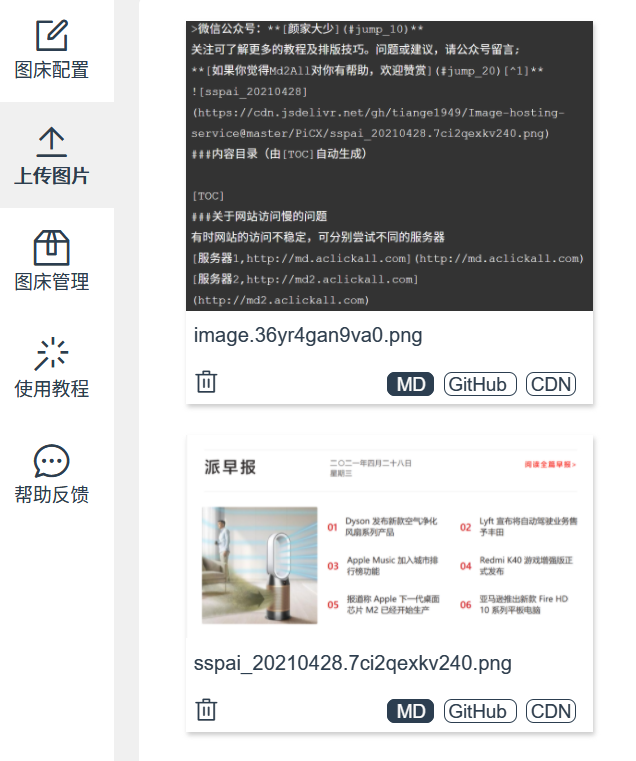 图床配置
上传图片
图床管理
使用教程
帮助反馈
>微信公众号：**[颜家大少](#jump_10)**
关注可了解更多的教程及排版技巧。问题或建议，请公众号留言；
**[如果你觉得Md2All对你有帮助，欢迎赞赏](#jump_20)[^1]**
![sspai_20210428]
(https://cdn.jsdelivr.net/gh/tiange1949/Image-hosting-
service@master/PiCX/sspai_20210428.7ci2qexkv240.png)
###内容目录（由[TOC]自动生成）
[TOC]
###关于网站访问慢的问题
有时网站的访问不稳定，可分别尝试不同的服务器
[服务器1,http://md.aclickall.com](http://md.aclickall.com)
[服务器2,http://md2.aclickall.com]
(http://md2.aclickall.com)
image.36yr4gan9va0.png
MD GitHub CDN
派早报
二〇二一年四月二十八日
星期三
阅读全篇早报>
01 Dyson 发布新款空气净化
风扇系列产品
02 Lyft 宣布将自动驾驶业务售
予丰田
03 Apple Music 加入城市排
行榜功能
04 Redmi K40 游戏增强版正
式发布
05 报道称 Apple 下一代桌面
芯片 M2 已经开始生产
06 亚马逊推出新款 Fire HD
10 系列平板电脑
sspai_20210428.7ci2qexkv240.png
MD GitHub CDN